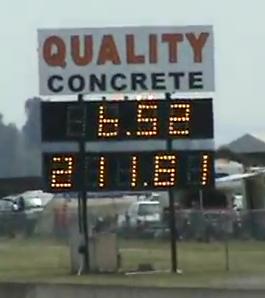 QUALITY
CONCRETE
6.52
211.61